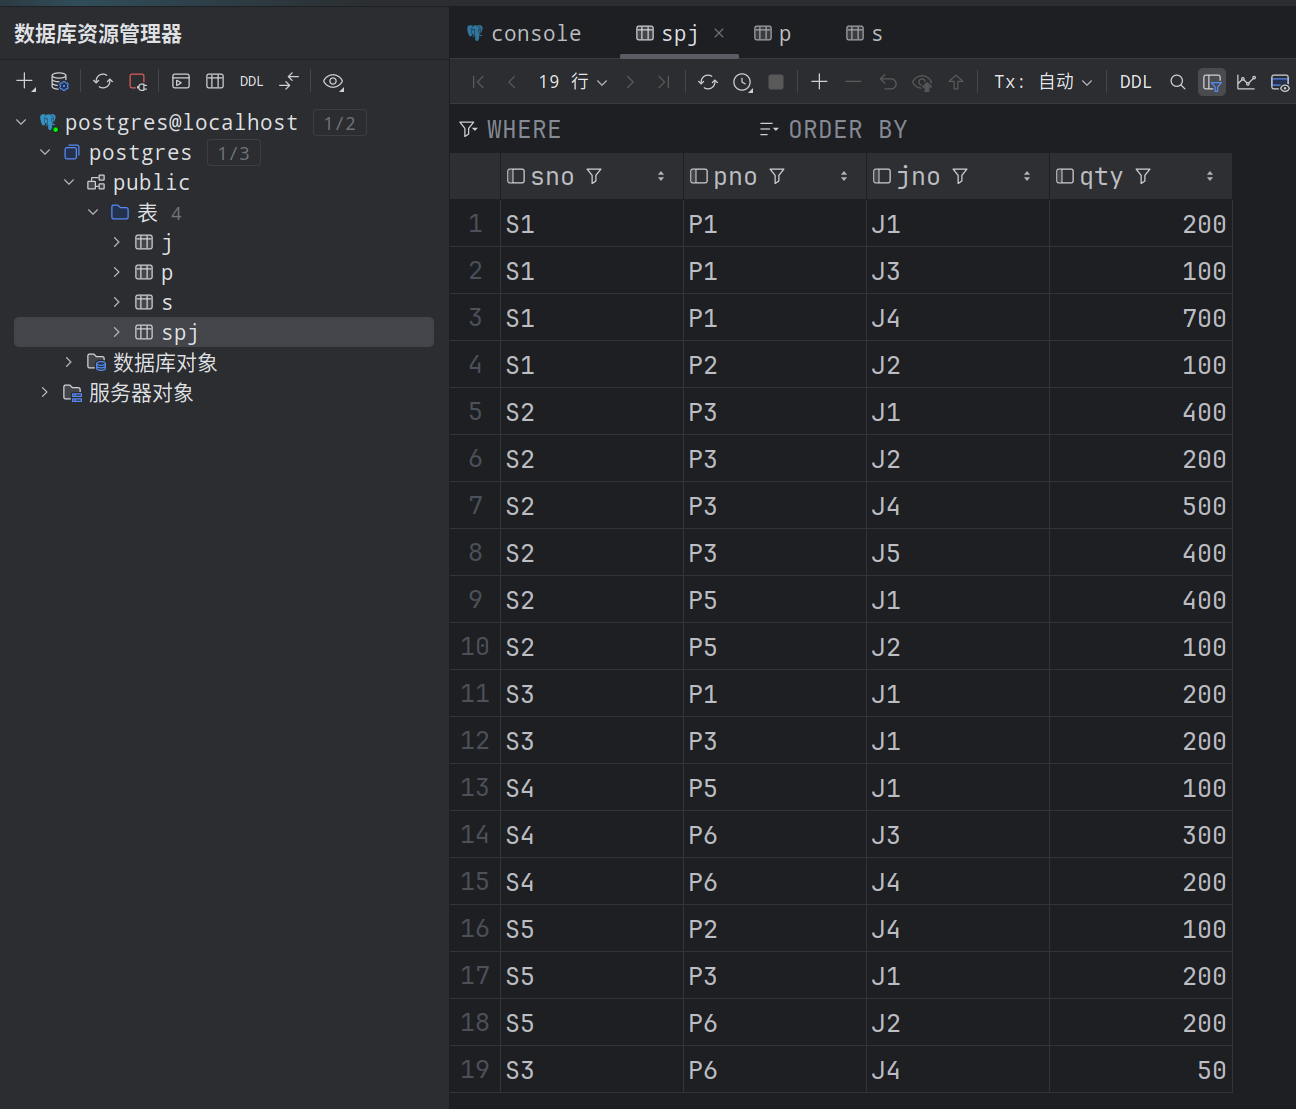 数据库资源管理器
DDL
postgres@localhost 1/2
postgres 1/3
public
表 4
j
p
s
spj
数据库对象
服务器对象
console spj p s
19 行 Tx: 自动 DDL
WHERE ORDER BY
sno pno jno qty
1 S1 P1 J1 200
2 S1 P1 J3 100
3 S1 P1 J4 700
4 S1 P2 J2 100
5 S2 P3 J1 400
6 S2 P3 J2 200
7 S2 P3 J4 500
8 S2 P3 J5 400
9 S2 P5 J1 400
10 S2 P5 J2 100
11 S3 P1 J1 200
12 S3 P3 J1 200
13 S4 P5 J1 100
14 S4 P6 J3 300
15 S4 P6 J4 200
16 S5 P2 J4 100
17 S5 P3 J1 200
18 S5 P6 J2 200
19 S3 P6 J4 50